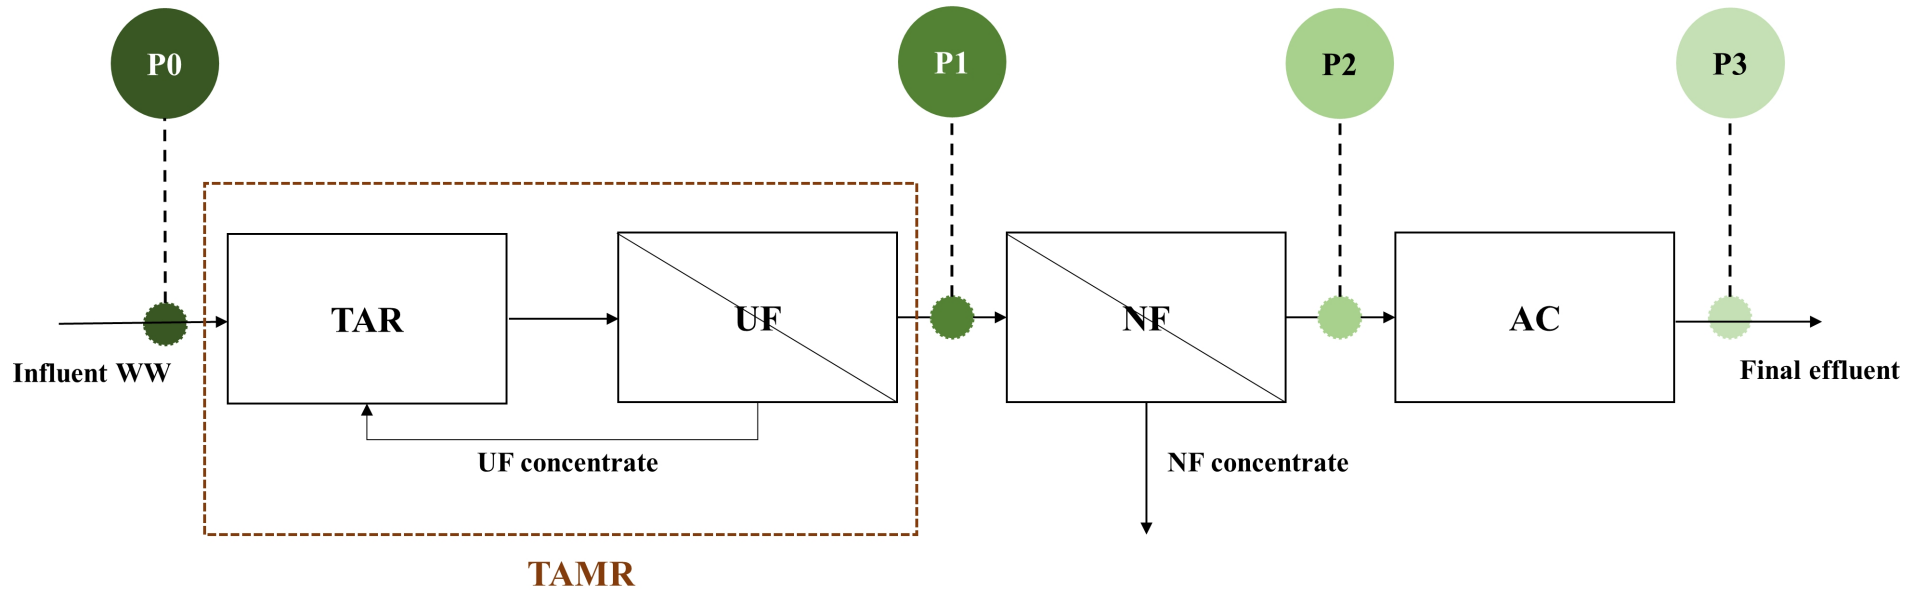 P0
P1
P2
P3
TAR
UF
NF
AC
Influent WW
Final effluent
UF concentrate
NF concentrate
TAMR